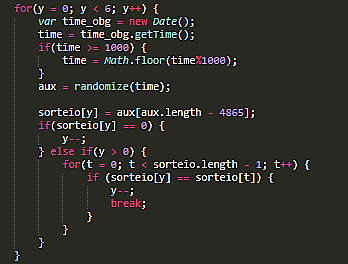 for(y = 0; y < 6; y++) {
var time_obg = new Date();
time = time_obg.getTime();
if(time >= 1000) {
time = Math.floor(time%1000);
}
aux = randomize(time);
sorteio[y] = aux[aux.length - 4865];
if(sorteio[y] == 0) {
y--;
} else if(y > 0) {
for(t = 0; t < sorteio.length - 1; t++) {
if (sorteio[y] == sorteio[t]) {
y--;
break;
}
}
}
}